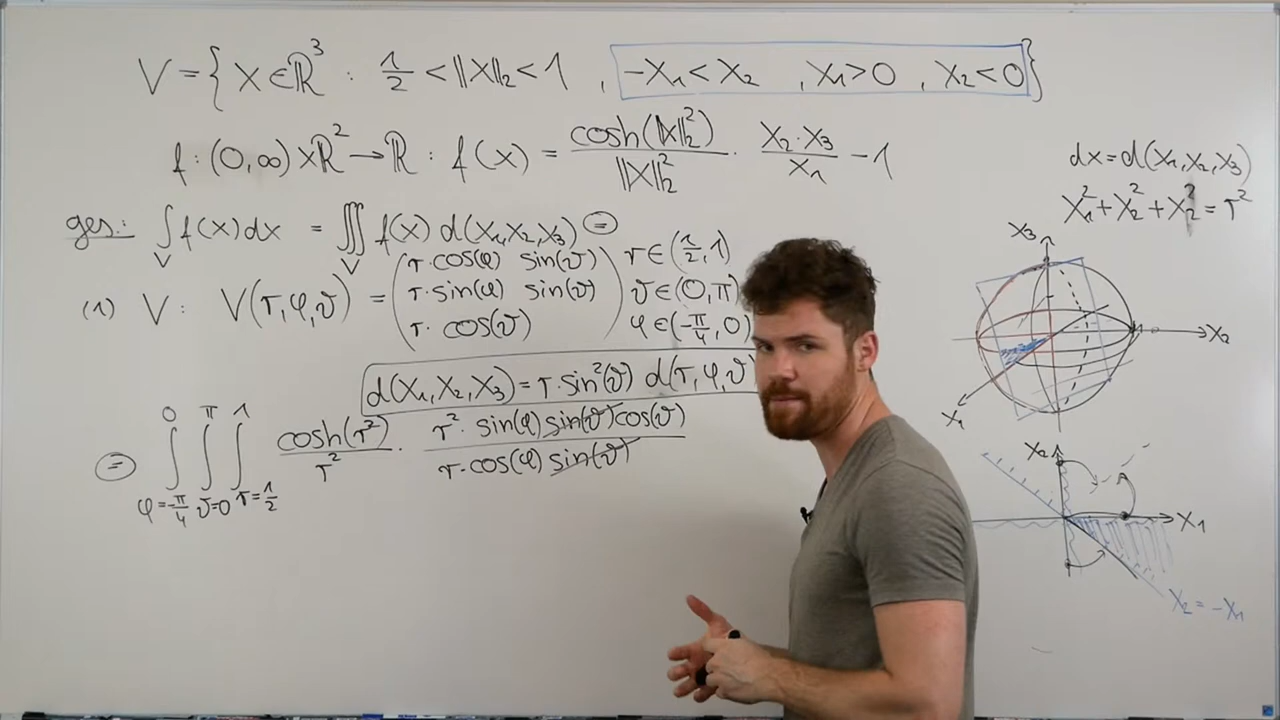 V = { X ∈ ℝ³ : 1/2 < ||X||₂ < 1 , -X₁ < X₂ , X₁ > 0 , X₂ < 0 }
f : (0,∞) x ℝ² → ℝ : f(x) = cosh(||X||₂²)/||X||₂² · X₂·X₃/X₁ - 1
dx = d(X₁,X₂,X₃)
X₁² + X₂² + X₂² = r²
ges.: ∫_V f(x) dx = ∭_V f(x) d(X₁,X₂,X₃) =
(1) V : V(r,φ,ϑ) = ( r·cos(φ) sin(ϑ)
r·sin(φ) sin(ϑ)
r·cos(ϑ) )
r ∈ (1/2, 1)
ϑ ∈ (0,π)
φ ∈ (-π/4, 0)
d(X₁,X₂,X₃) = r·sin²(ϑ) d(r,φ,ϑ
= ∫_{φ=-π/4}^{0} ∫_{ϑ=0}^{π} ∫_{r=1/2}^{1} cosh(r²)/r² · r²·sin(φ) sin(ϑ) cos(ϑ)/r·cos(φ) sin(ϑ)
X₃
X₂
X₁
X₂
X₁
X₂ = -X₁